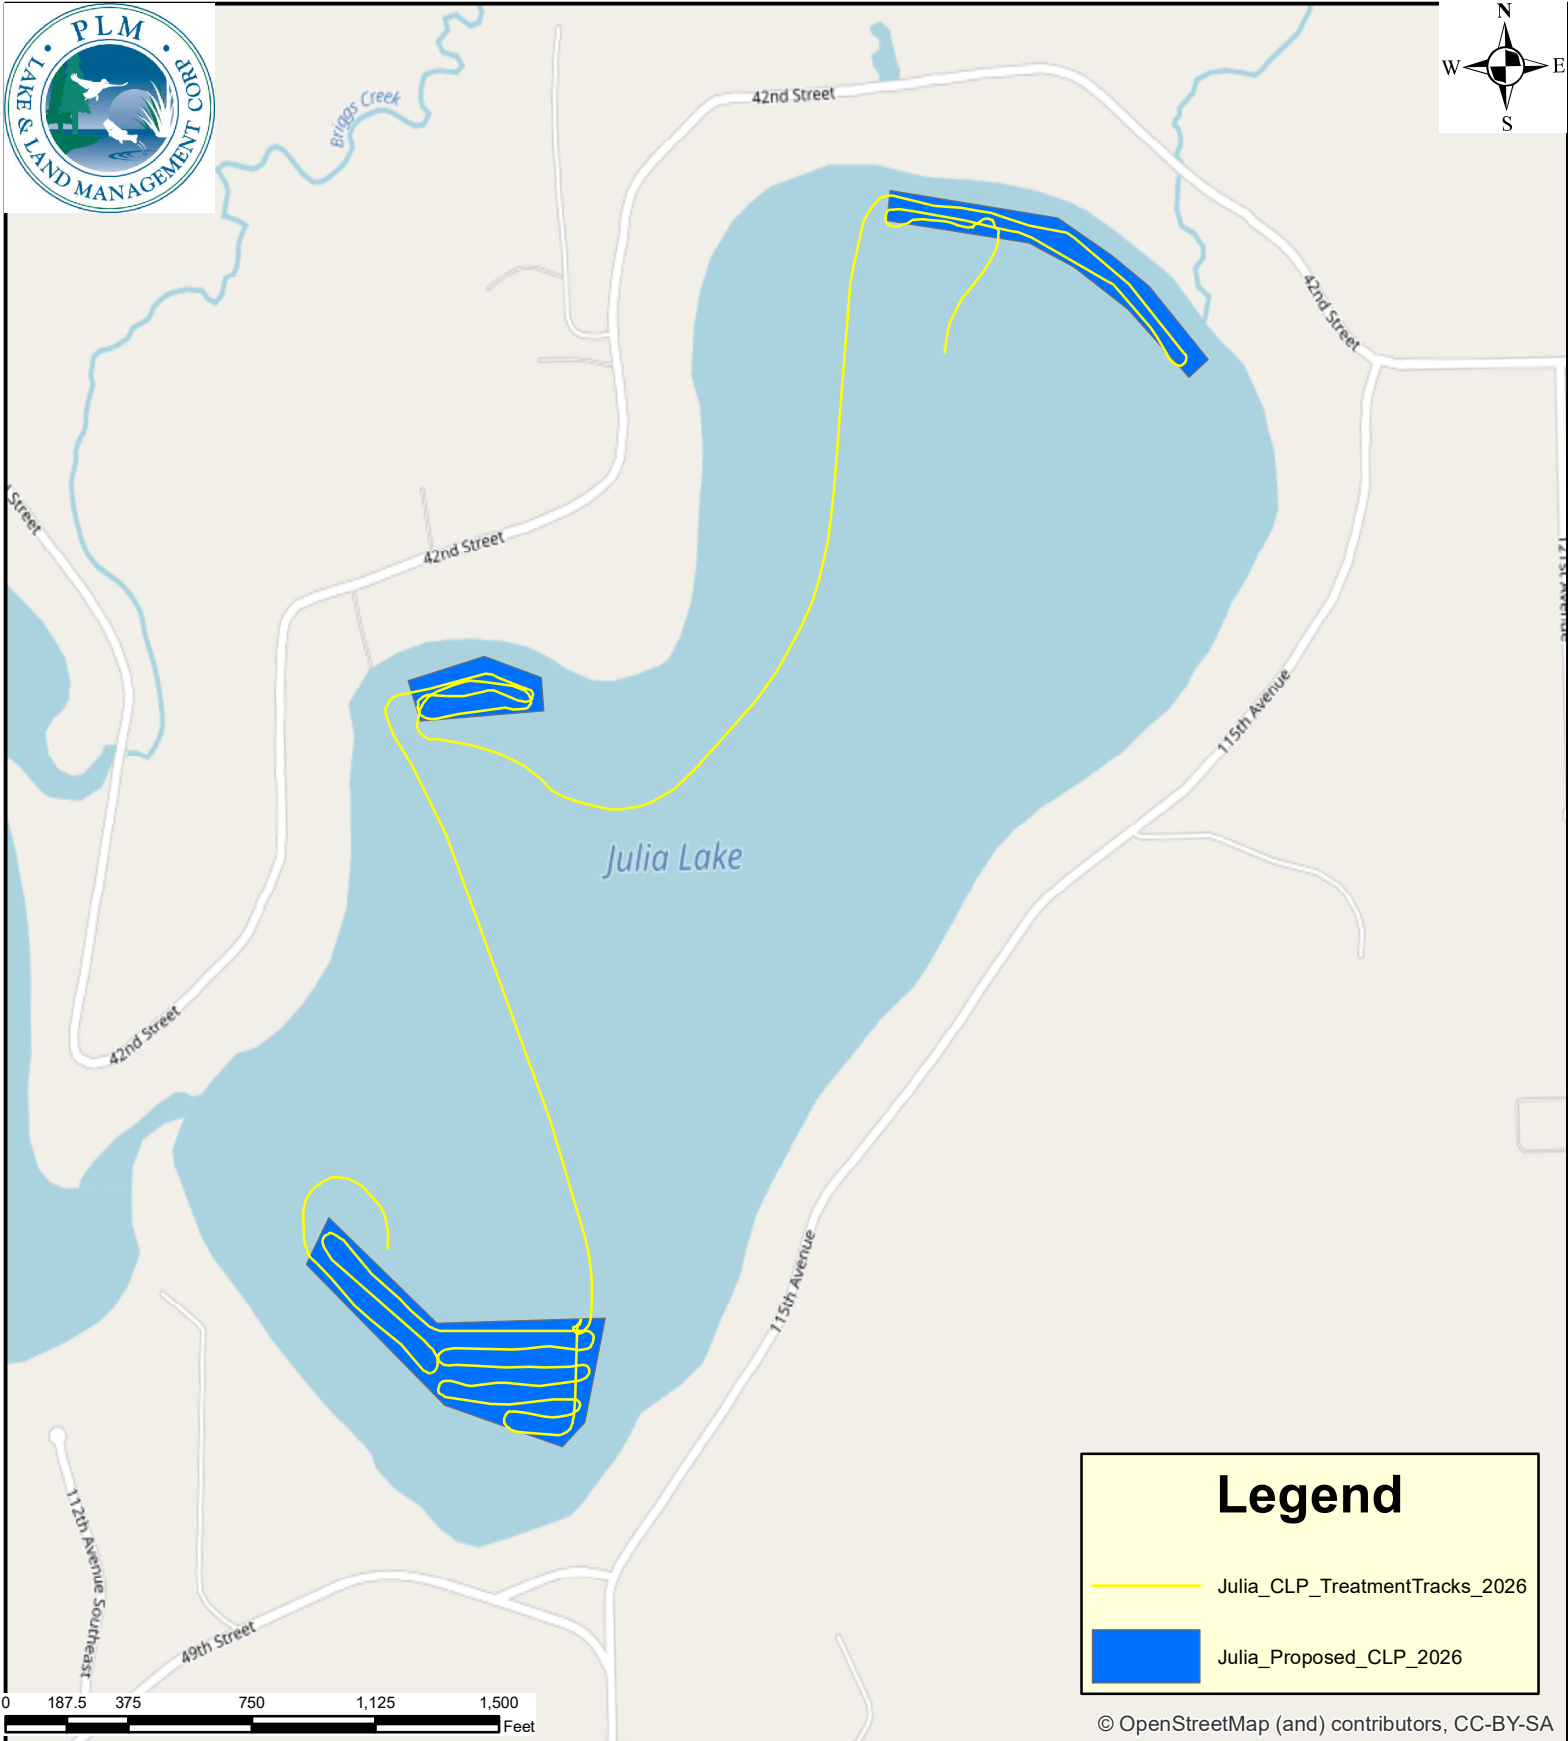 PLM
LAKE & LAND MANAGEMENT CORP
N
W
E
S
Briggs Creek
42nd Street
42nd Street
Street
42nd Street
115th Avenue
Julia Lake
42nd Street
115th Avenue
112th Avenue Southeast
49th Street
Legend
Julia_CLP_TreatmentTracks_2026
Julia_Proposed_CLP_2026
0 187.5 375 750 1,125 1,500
Feet
© OpenStreetMap (and) contributors, CC-BY-SA